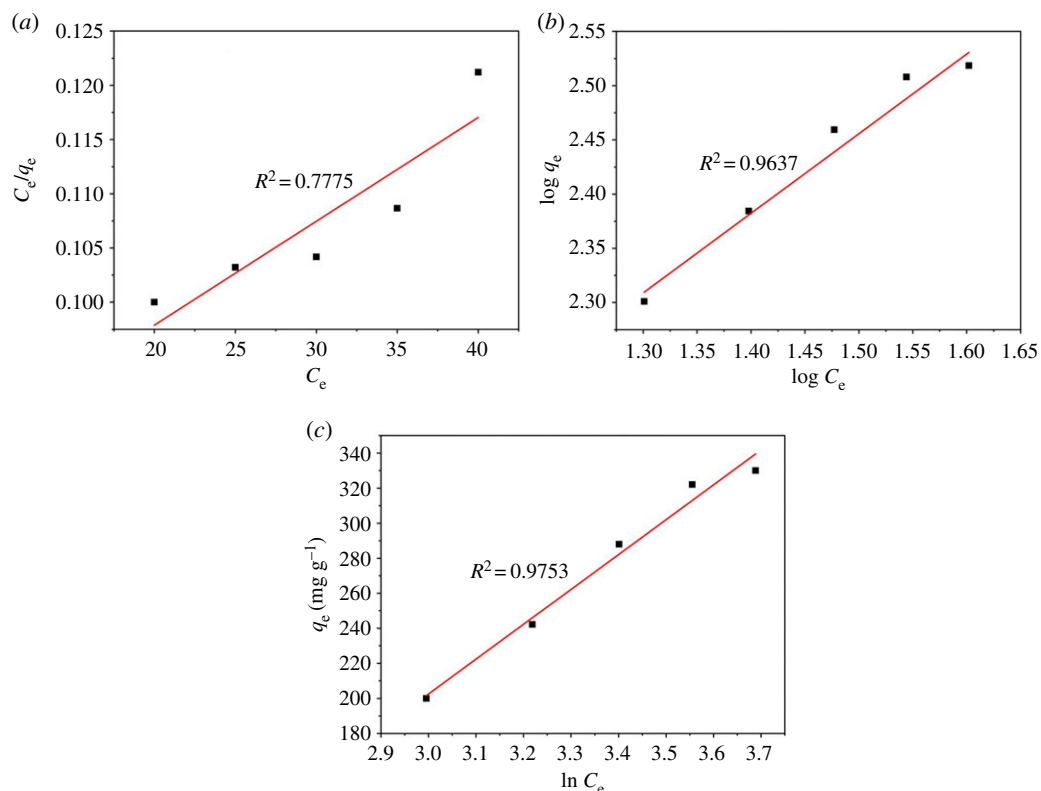 (a)
0.125
0.120
0.115
0.110
0.105
0.100
Cₑ/qₑ
R² = 0.7775
20 25 30 35 40
Cₑ
(b)
2.55
2.50
2.45
2.40
2.35
2.30
log qₑ
R² = 0.9637
1.30 1.35 1.40 1.45 1.50 1.55 1.60 1.65
log Cₑ
(c)
340
320
300
280
260
240
220
200
180
qₑ (mg g⁻¹)
R² = 0.9753
2.9 3.0 3.1 3.2 3.3 3.4 3.5 3.6 3.7
ln Cₑ